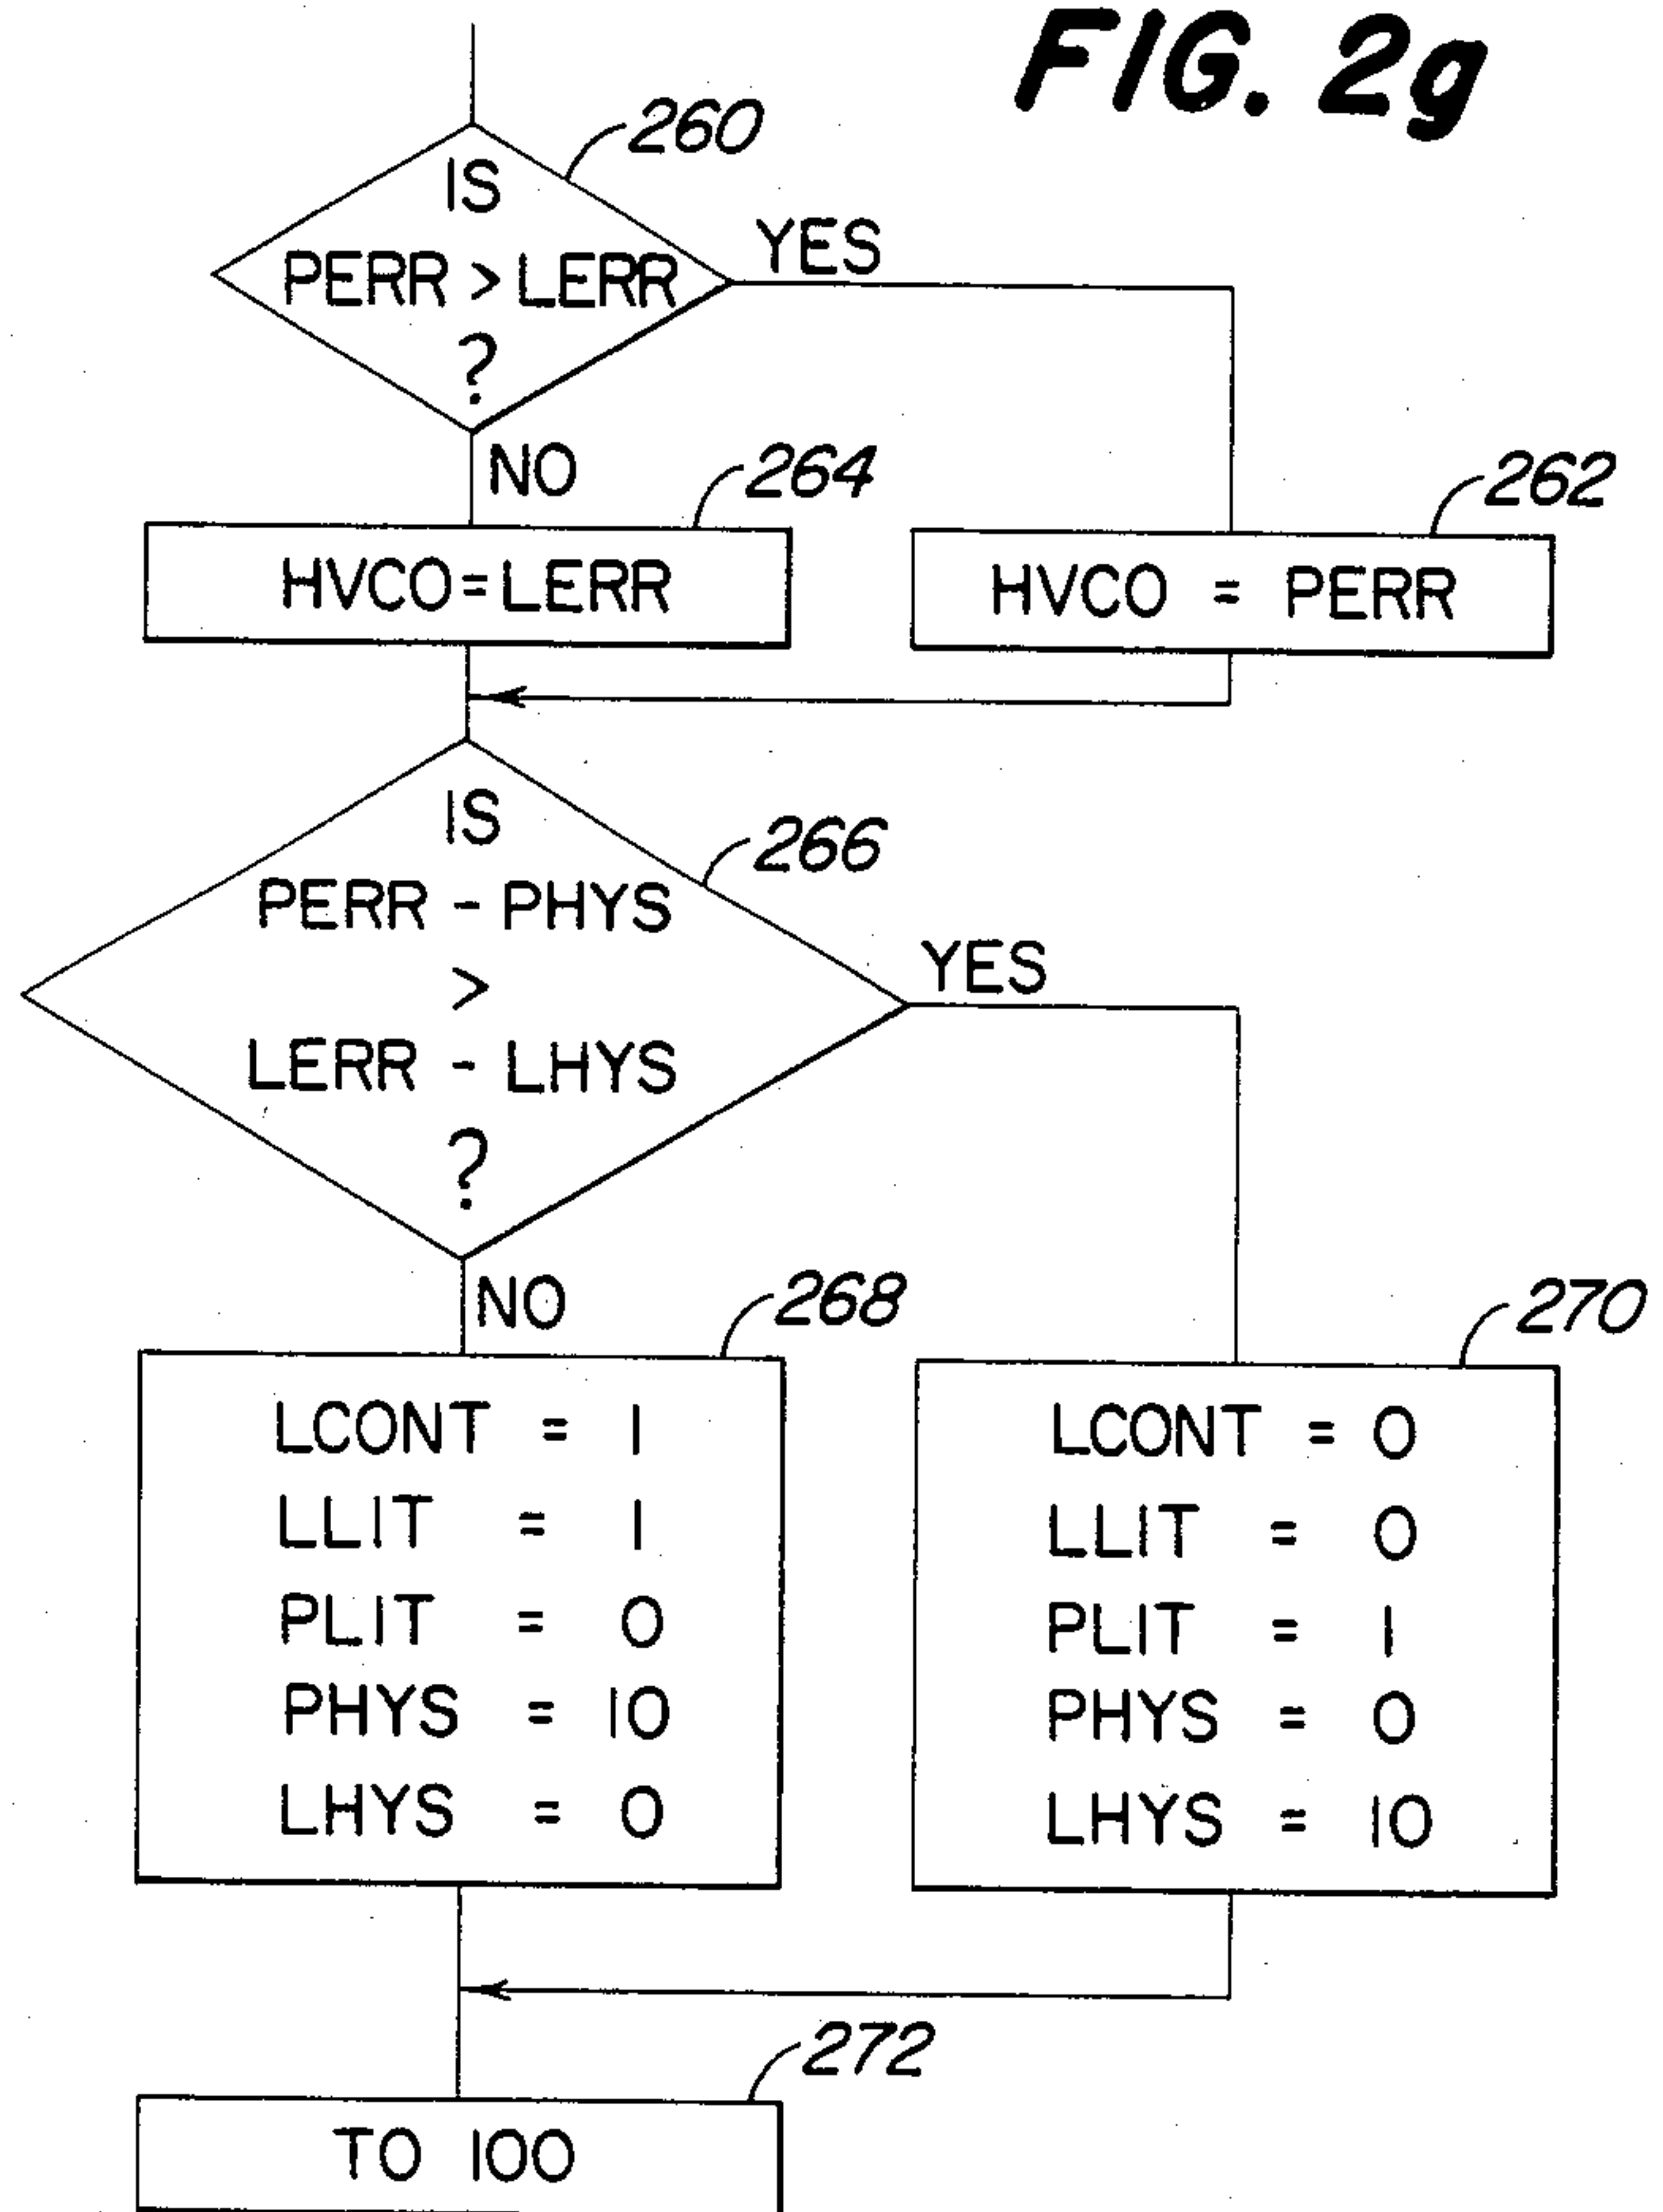 FIG. 2g
260
IS
PERR > LERR
?
YES
NO
264
262
HVCO=LERR
HVCO = PERR
IS
PERR - PHYS
>
LERR - LHYS
?
266
YES
NO
268
270
LCONT = 1
LLIT = 1
PLIT = 0
PHYS = 10
LHYS = 0
LCONT = 0
LLIT = 0
PLIT = 1
PHYS = 0
LHYS = 10
272
TO 100